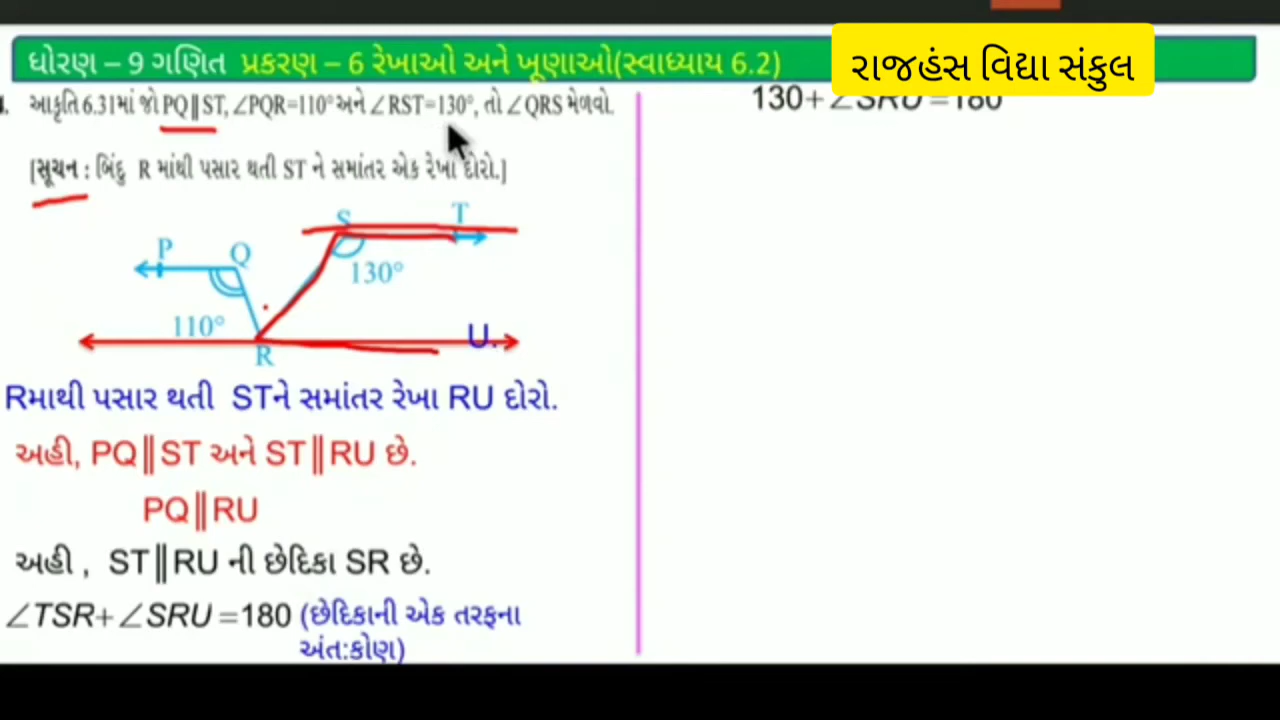 ધોરણ – 9 ગણિત પ્રકરણ – 6 રેખાઓ અને ખૂણાઓ(સ્વાધ્યાય 6.2)
રાજહંસ વિદ્યા સંકુલ
આકૃતિ 6.31માં જો PQ∥ST, ∠PQR=110° અને ∠RST=130°, તો ∠QRS મેળવો.
[સૂચન : બિંદુ R માંથી પસાર થતી ST ને સમાંતર એક રેખા દોરો.]
S T
P Q
130°
110°
U.
R
Rમાથી પસાર થતી STને સમાંતર રેખા RU દોરો.
અહી, PQ∥ST અને ST∥RU છે.
PQ∥RU
અહી , ST∥RU ની છેદિકા SR છે.
∠TSR+∠SRU=180 (છેદિકાની એક તરફના
અંત:કોણ)
130+∠SRU=180